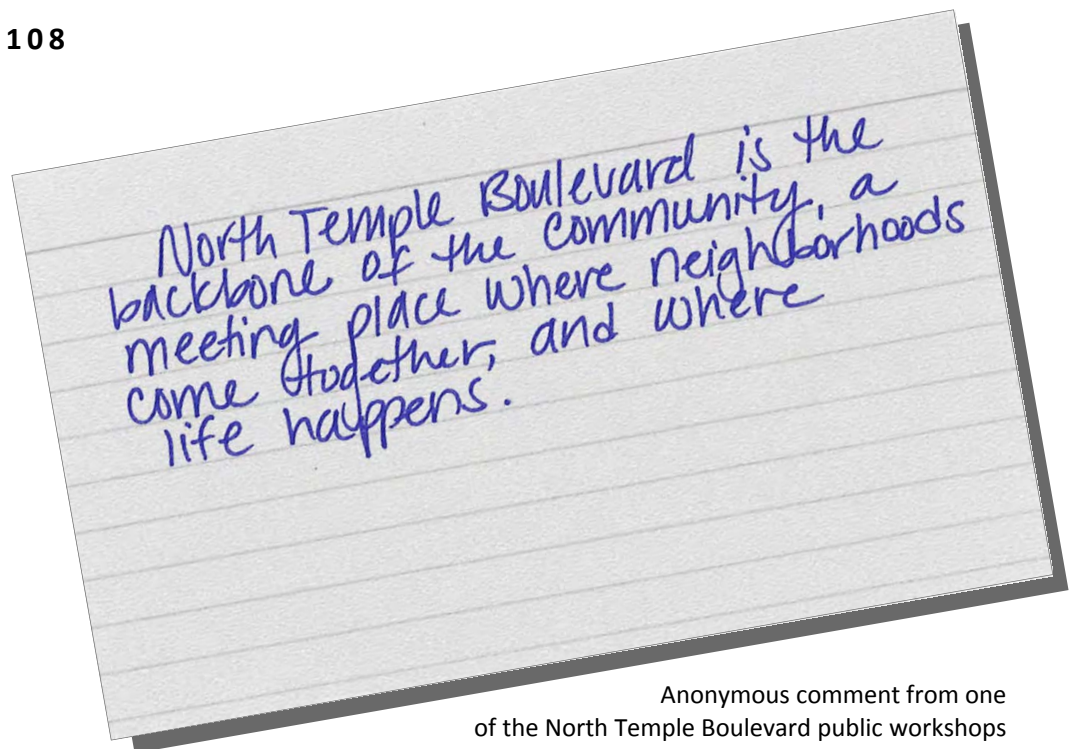 108
North Temple Boulevard is the
backbone of the community, a
meeting place where neighborhoods
come together, and where
life happens.
Anonymous comment from one
of the North Temple Boulevard public workshops